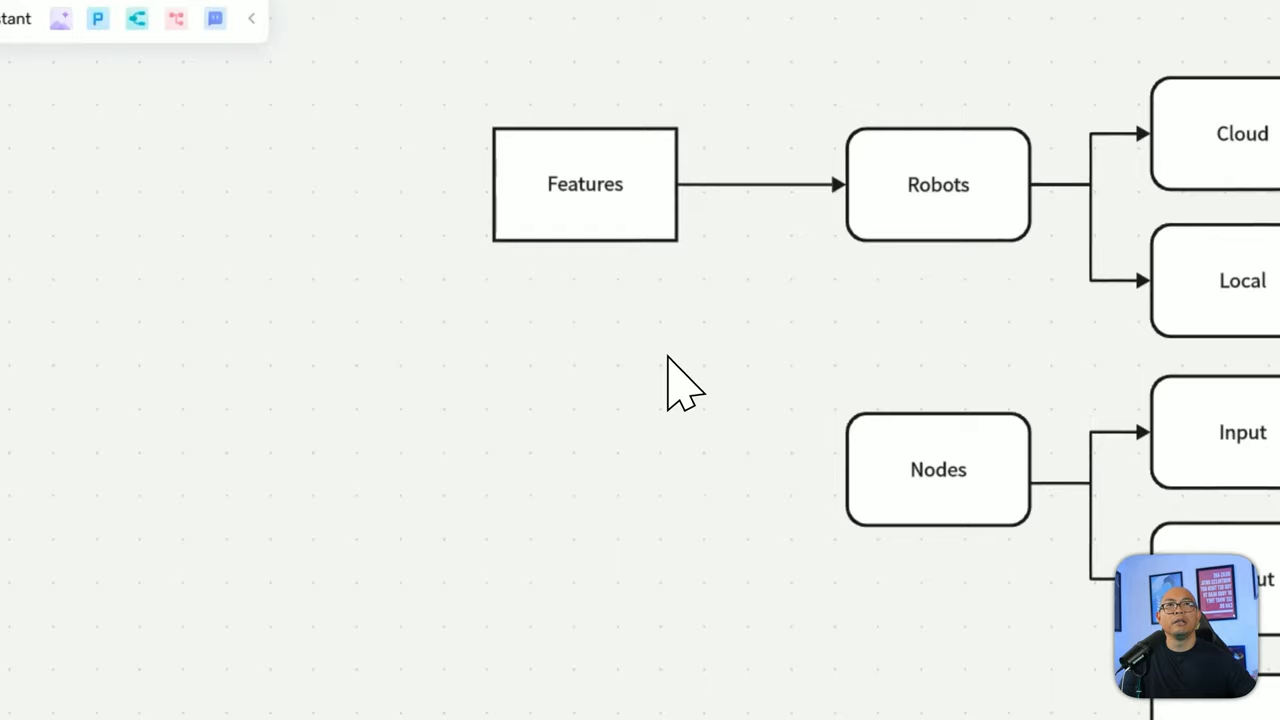 tant
P
Features
Robots
Cloud
Local
Nodes
Input
ut